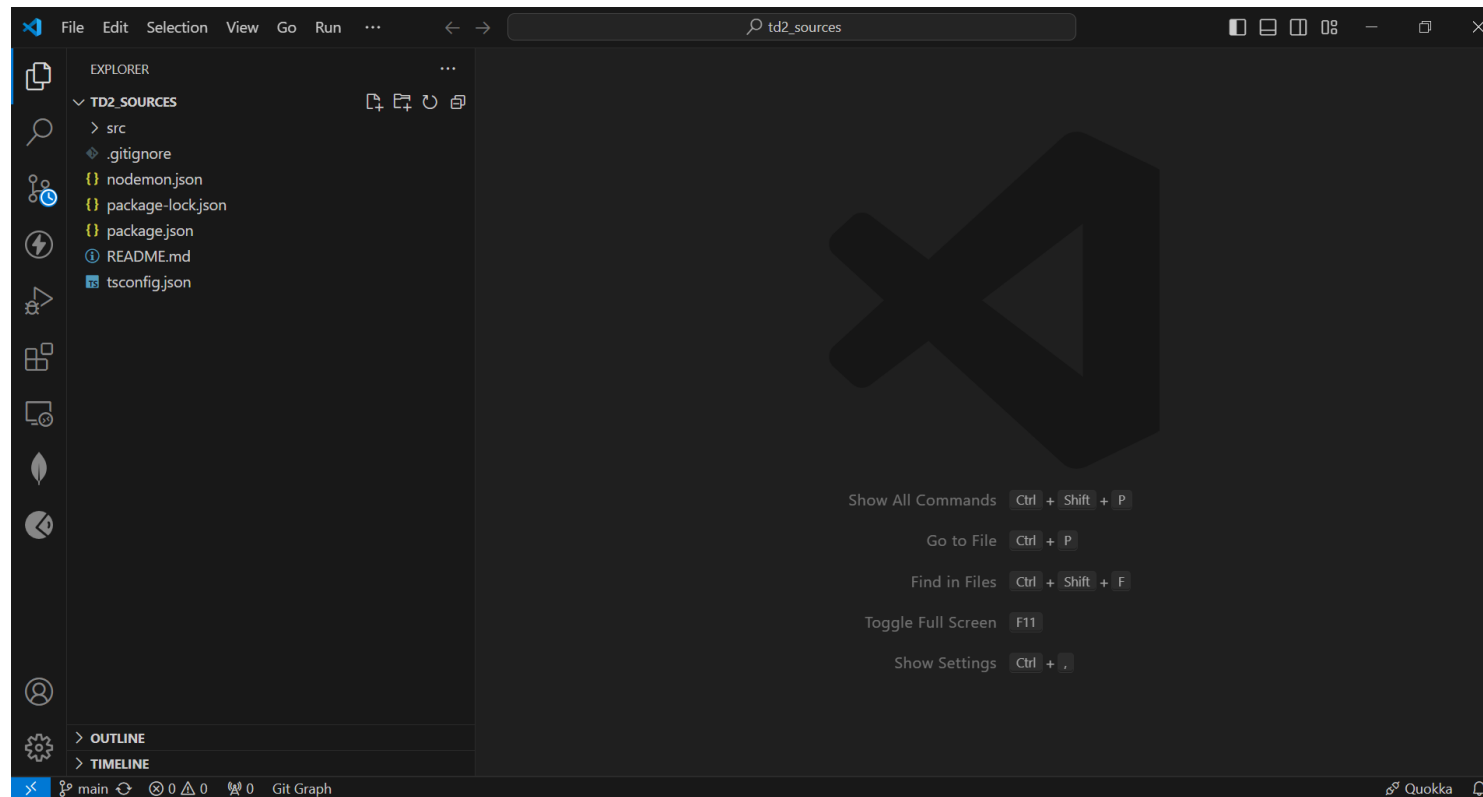 File Edit Selection View Go Run ··· td2_sources
EXPLORER
TD2_SOURCES
src
.gitignore
{} nodemon.json
{} package-lock.json
{} package.json
README.md
TS tsconfig.json
Show All Commands Ctrl + Shift + P
Go to File Ctrl + P
Find in Files Ctrl + Shift + F
Toggle Full Screen F11
Show Settings Ctrl + ,
OUTLINE
TIMELINE
main 0 0 0 Git Graph Quokka